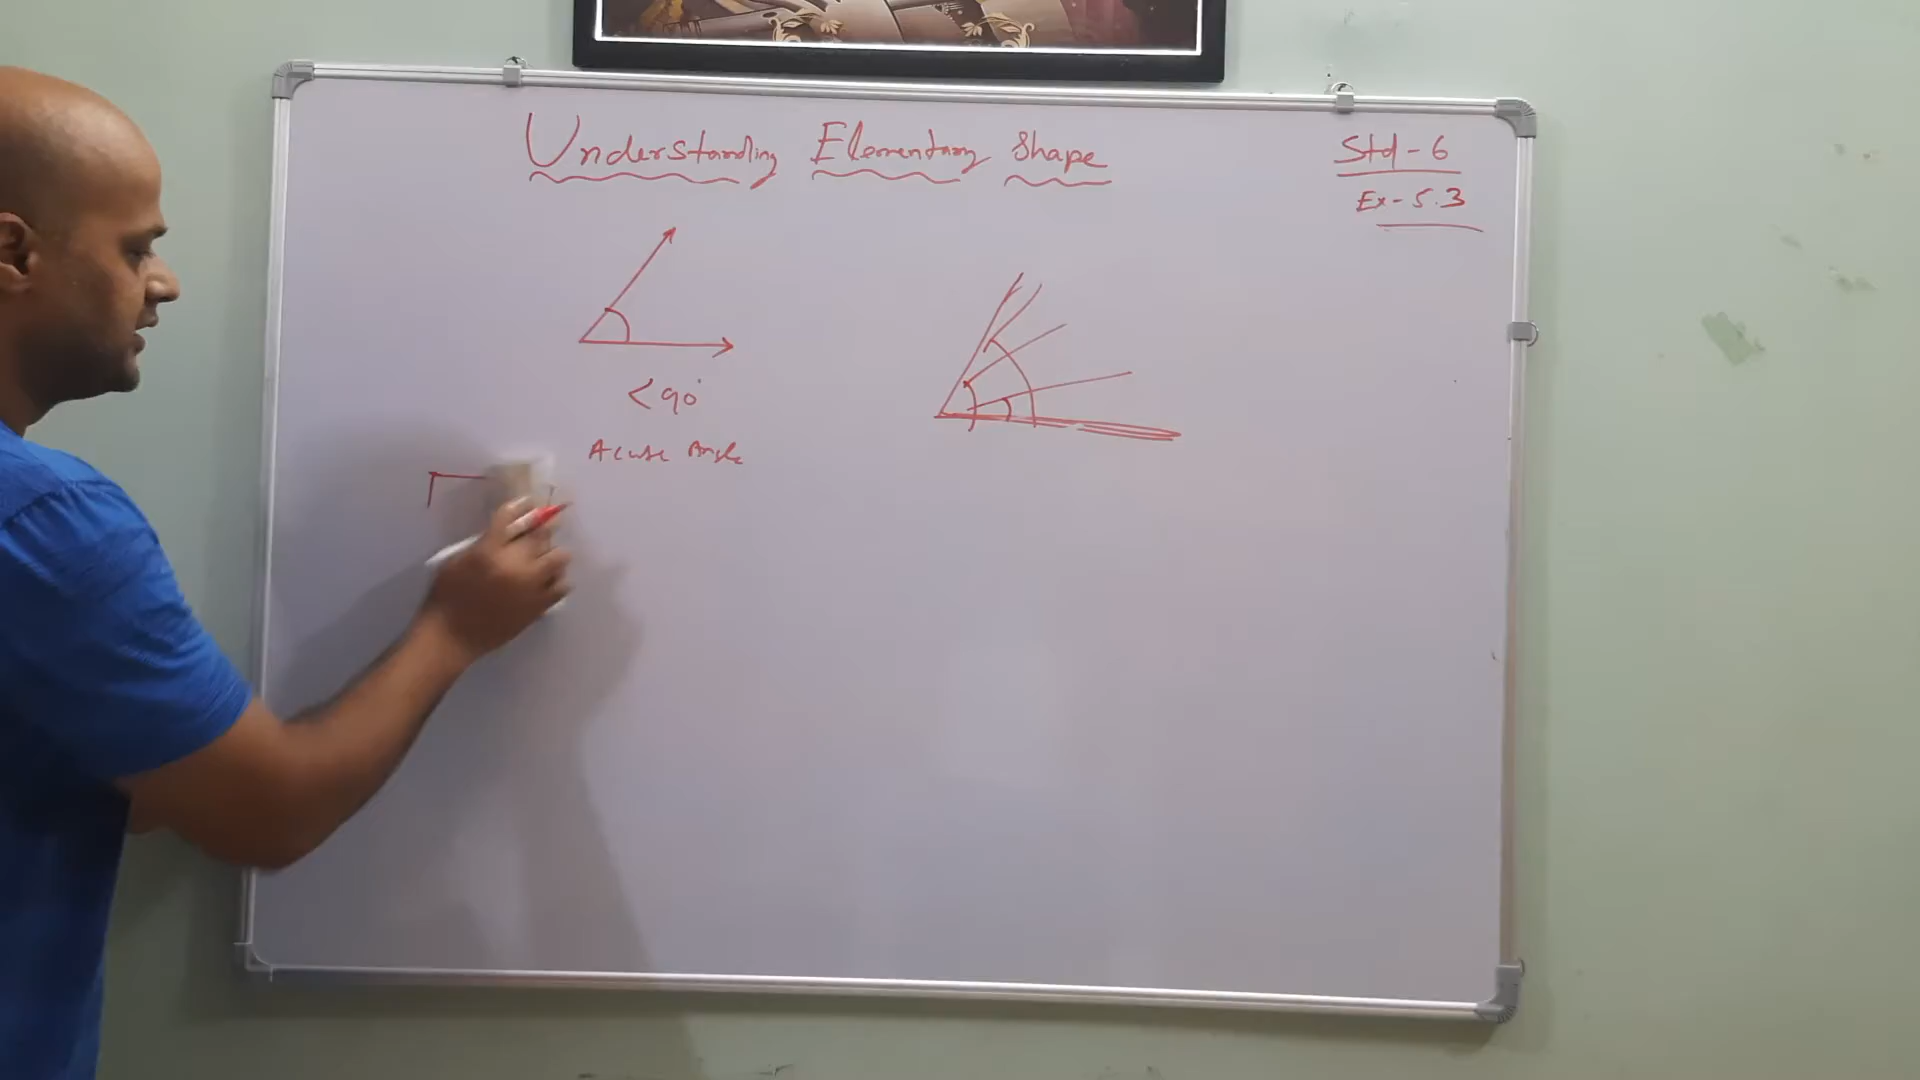 Understanding Elementary Shape
Std - 6
Ex - 5.3
< 90°
Acute Angle